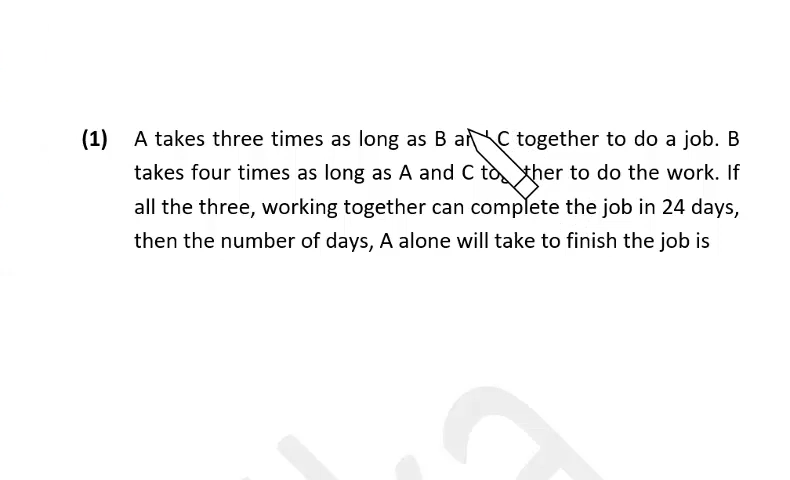 (1) A takes three times as long as B and C together to do a job. B
takes four times as long as A and C together to do the work. If
all the three, working together can complete the job in 24 days,
then the number of days, A alone will take to finish the job is